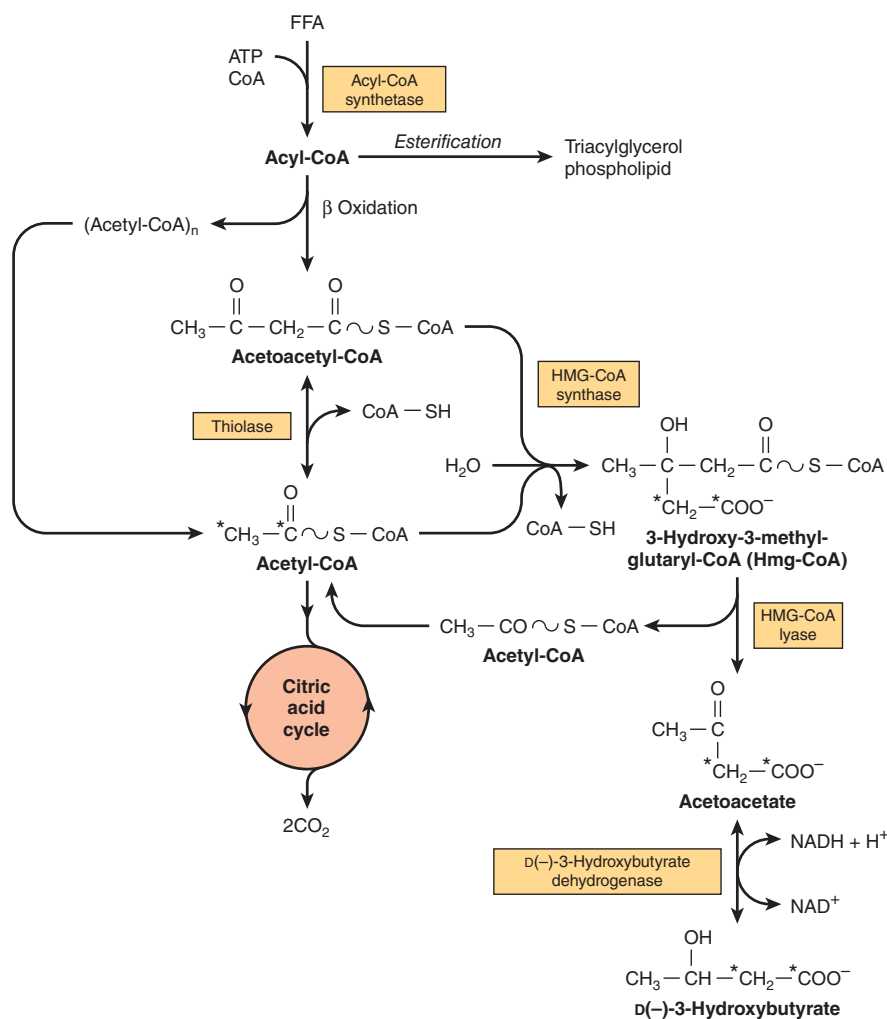 FFA
ATP
CoA
Acyl-CoA
synthetase
Acyl-CoA
Esterification
Triacylglycerol
phospholipid
β Oxidation
(Acetyl-CoA)n
O O
CH₃—C—CH₂—C~S—CoA
Acetoacetyl-CoA
HMG-CoA
synthase
Thiolase
CoA—SH
OH O
H₂O
CH₃—C—CH₂—C~S—CoA
*CH₂—*COO⁻
O
*CH₃—*C~S—CoA
CoA—SH
Acetyl-CoA
3-Hydroxy-3-methyl-
glutaryl-CoA (Hmg-CoA)
CH₃—CO~S—CoA
Acetyl-CoA
HMG-CoA
lyase
Citric
acid
cycle
O
CH₃—C
*CH₂—*COO⁻
Acetoacetate
2CO₂
D(–)-3-Hydroxybutyrate
dehydrogenase
NADH + H⁺
NAD⁺
OH
CH₃—CH—*CH₂—*COO⁻
D(–)-3-Hydroxybutyrate